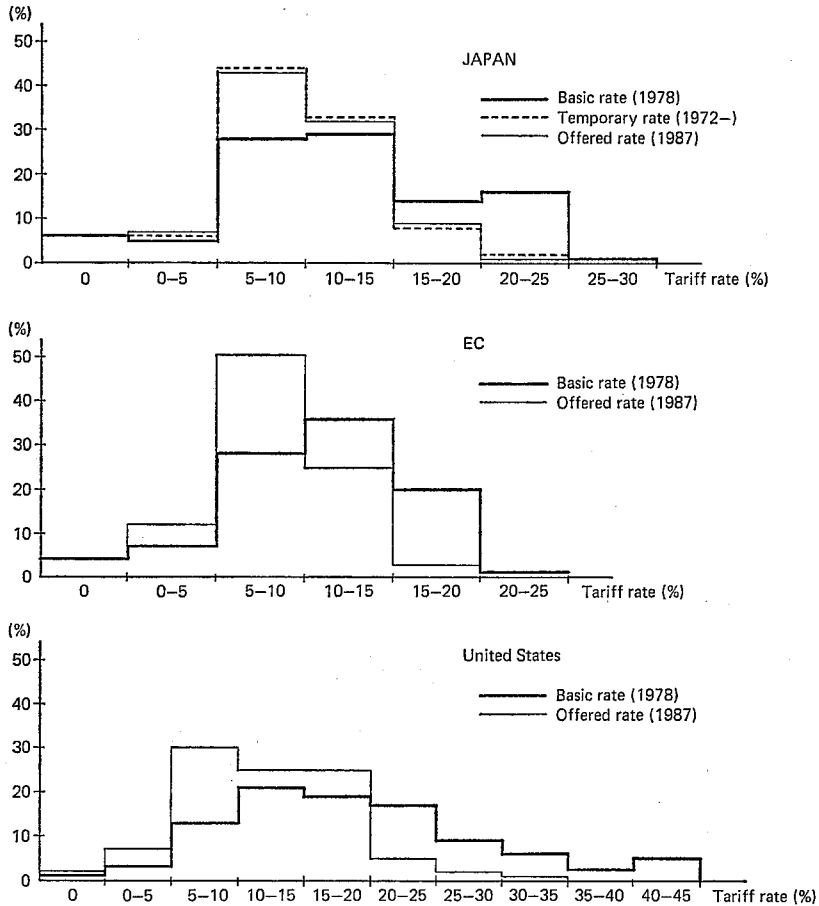 (%)
JAPAN
50
Basic rate (1978)
40
Temporary rate (1972–)
Offered rate (1987)
30
20
10
0
0 0–5 5–10 10–15 15–20 20–25 25–30 Tariff rate (%)
(%)
EC
50
Basic rate (1978)
40
Offered rate (1987)
30
20
10
0
0 0–5 5–10 10–15 15–20 20–25 Tariff rate (%)
(%)
United States
50
Basic rate (1978)
40
Offered rate (1987)
30
20
10
0
0 0–5 5–10 10–15 15–20 20–25 25–30 30–35 35–40 40–45 Tariff rate (%)